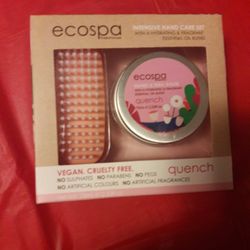 ecospa
INTENSIVE HAND CARE SET
WITH A HYDRATING & FRAGRANT
ESSENTIAL OIL BLEND
ecospa
quench
VEGAN. CRUELTY FREE.
quench
NO SULPHATES NO PARABENS NO PEGS
NO ARTIFICIAL COLOURS NO ARTIFICIAL FRAGRANCES